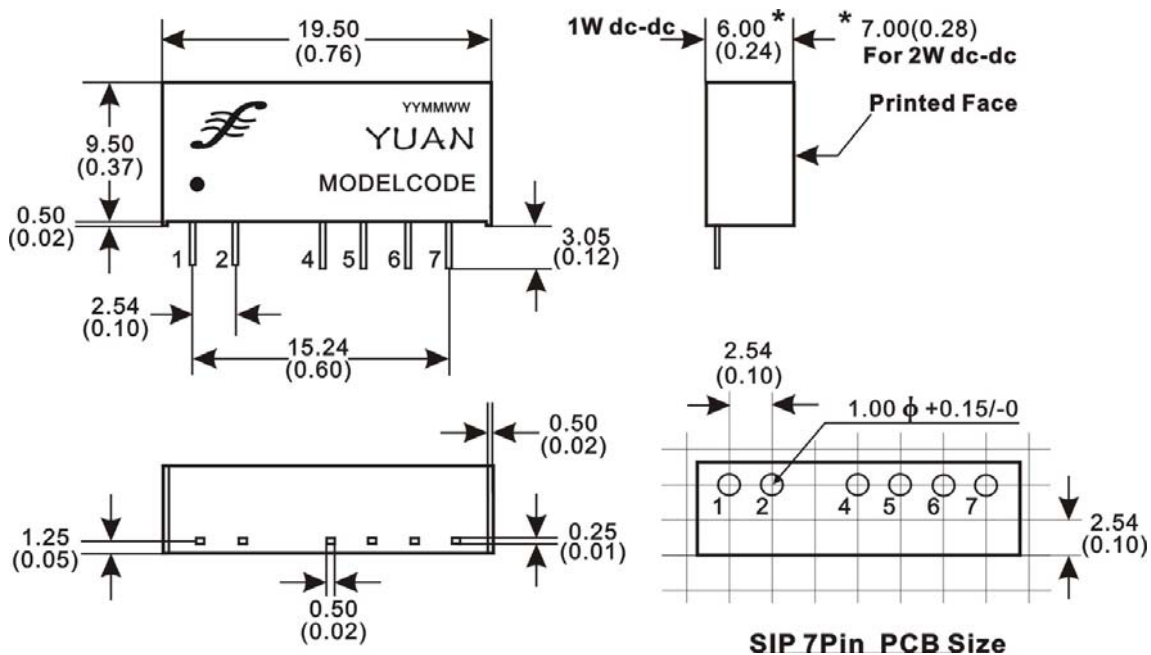 19.50
(0.76)
1W dc-dc
6.00 *
(0.24)
* 7.00(0.28)
For 2W dc-dc
Printed Face
YYMMWW
YUAN
MODELCODE
9.50
(0.37)
0.50
(0.02)
1 2 4 5 6 7
3.05
(0.12)
2.54
(0.10)
15.24
(0.60)
0.50
(0.02)
1.25
(0.05)
0.25
(0.01)
0.50
(0.02)
2.54
(0.10)
1.00 ϕ +0.15/-0
1 2 4 5 6 7
2.54
(0.10)
SIP 7Pin PCB Size